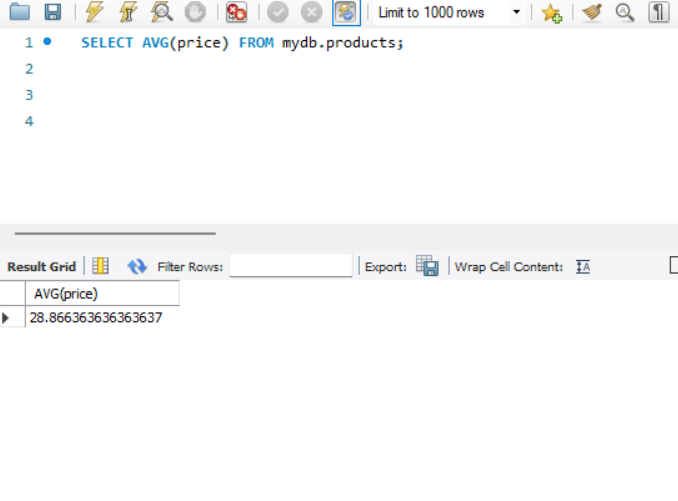 Limit to 1000 rows
1 SELECT AVG(price) FROM mydb.products;
2
3
4
Result Grid Filter Rows: Export: Wrap Cell Content:
AVG(price)
28.866363636363637